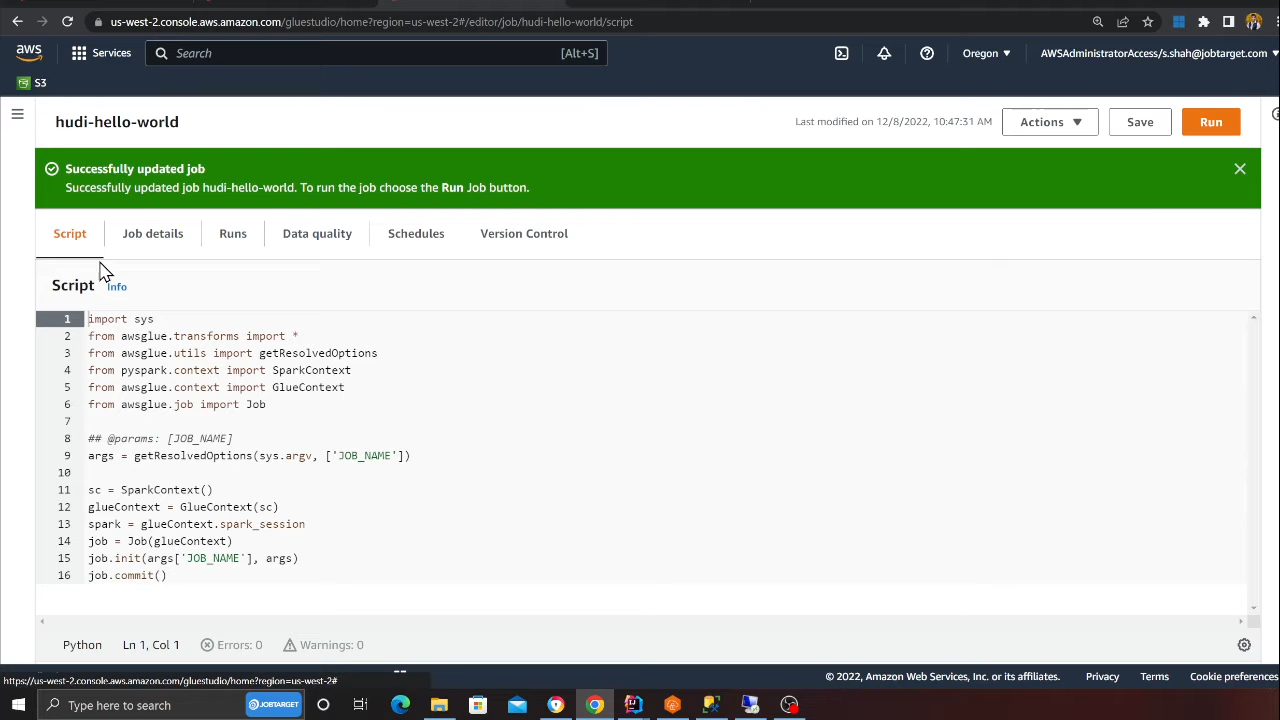 us-west-2.console.aws.amazon.com/gluestudio/home?region=us-west-2#/editor/job/hudi-hello-world/script
aws Services Search [Alt+S] Oregon AWSAdministratorAccess/s.shah@jobtarget.com
S3
hudi-hello-world Last modified on 12/8/2022, 10:47:31 AM Actions Save Run
Successfully updated job
Successfully updated job hudi-hello-world. To run the job choose the Run Job button.
Script Job details Runs Data quality Schedules Version Control
Script Info
1 import sys
2 from awsglue.transforms import *
3 from awsglue.utils import getResolvedOptions
4 from pyspark.context import SparkContext
5 from awsglue.context import GlueContext
6 from awsglue.job import Job
7
8 ## @params: [JOB_NAME]
9 args = getResolvedOptions(sys.argv, ['JOB_NAME'])
10
11 sc = SparkContext()
12 glueContext = GlueContext(sc)
13 spark = glueContext.spark_session
14 job = Job(glueContext)
15 job.init(args['JOB_NAME'], args)
16 job.commit()
Python Ln 1, Col 1 Errors: 0 Warnings: 0
https://us-west-2.console.aws.amazon.com/gluestudio/home?region=us-west-2# © 2022, Amazon Web Services, Inc. or its affiliates. Privacy Terms Cookie preferences
Type here to search JOBTARGET